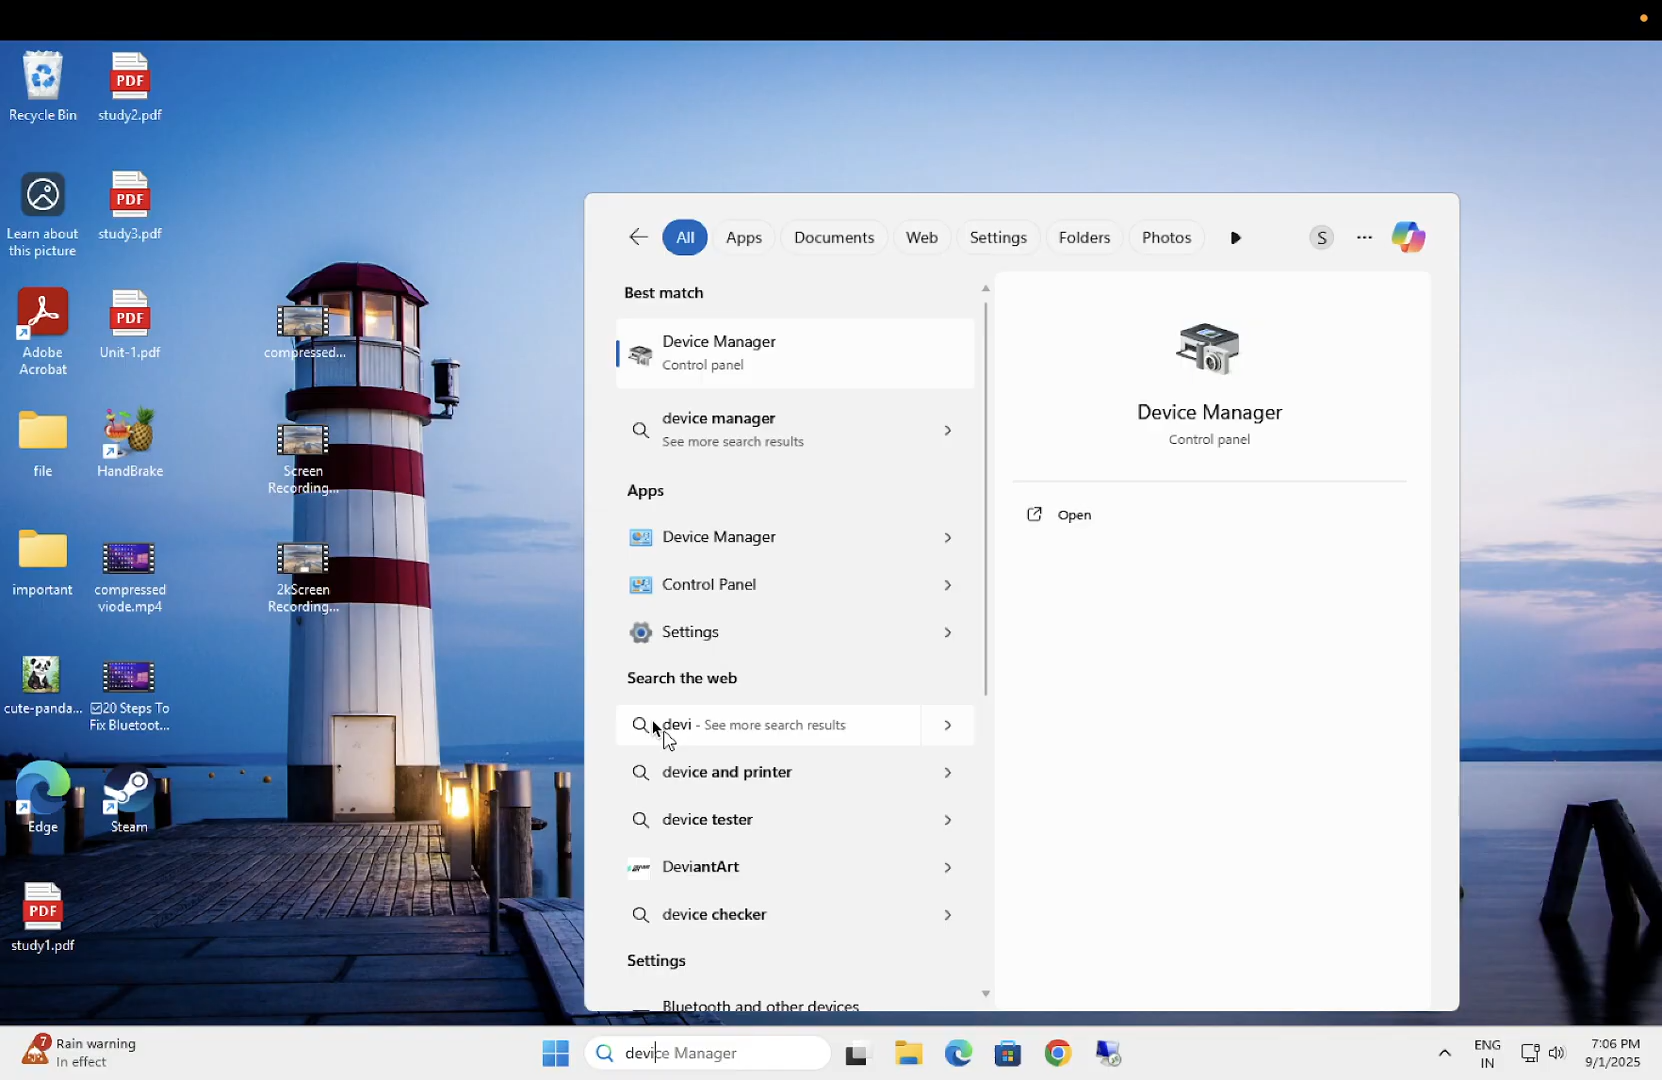 Recycle Bin
study2.pdf
Learn about
this picture
study3.pdf
Adobe
Acrobat
Unit-1.pdf
compressed...
file
HandBrake
Screen
Recording...
important
compressed
viode.mp4
2kScreen
Recording...
cute-panda...
☑20 Steps To
Fix Bluetoot...
Edge
Steam
PDF
PDF
PDF
PDF
study1.pdf
All
Apps
Documents
Web
Settings
Folders
Photos
S
Best match
Device Manager
Control panel
device manager
See more search results
Apps
Device Manager
Control Panel
Settings
Search the web
devi - See more search results
device and printer
device tester
DeviantArt
device checker
Settings
Bluetooth and other devices
Device Manager
Control panel
Open
7
Rain warning
In effect
device Manager
ENG
IN
7:06 PM
9/1/2025